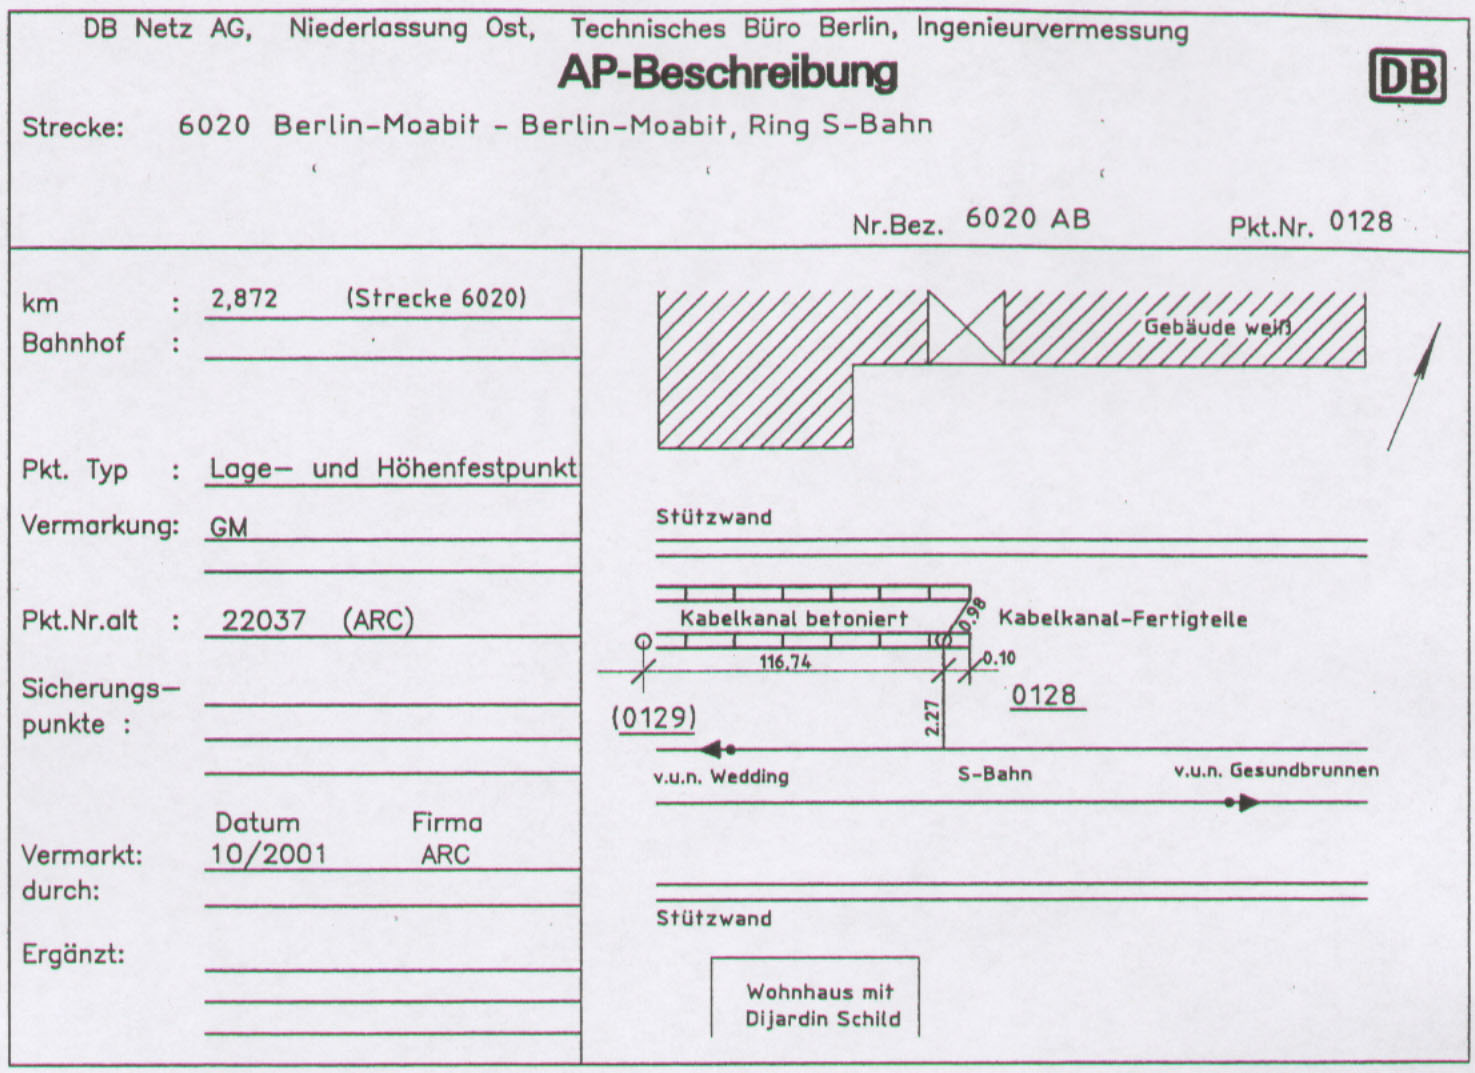 DB Netz AG, Niederlassung Ost, Technisches Büro Berlin, Ingenieurvermessung
AP-Beschreibung
DB
Strecke: 6020 Berlin-Moabit - Berlin-Moabit, Ring S-Bahn
Nr.Bez. 6020 AB Pkt.Nr. 0128
km : 2,872 (Strecke 6020)
Bahnhof :
Pkt. Typ : Lage- und Höhenfestpunkt
Vermarkung: GM
Pkt.Nr.alt : 22037 (ARC)
Sicherungs-
punkte :
Datum Firma
Vermarkt: 10/2001 ARC
durch:
Ergänzt:
Gebäude weiß
Stützwand
Kabelkanal betoniert
0.98
Kabelkanal-Fertigteile
116,74
0.10
(0129)
2.27
0128
v.u.n. Wedding
S-Bahn
v.u.n. Gesundbrunnen
Stützwand
Wohnhaus mit
Dijardin Schild